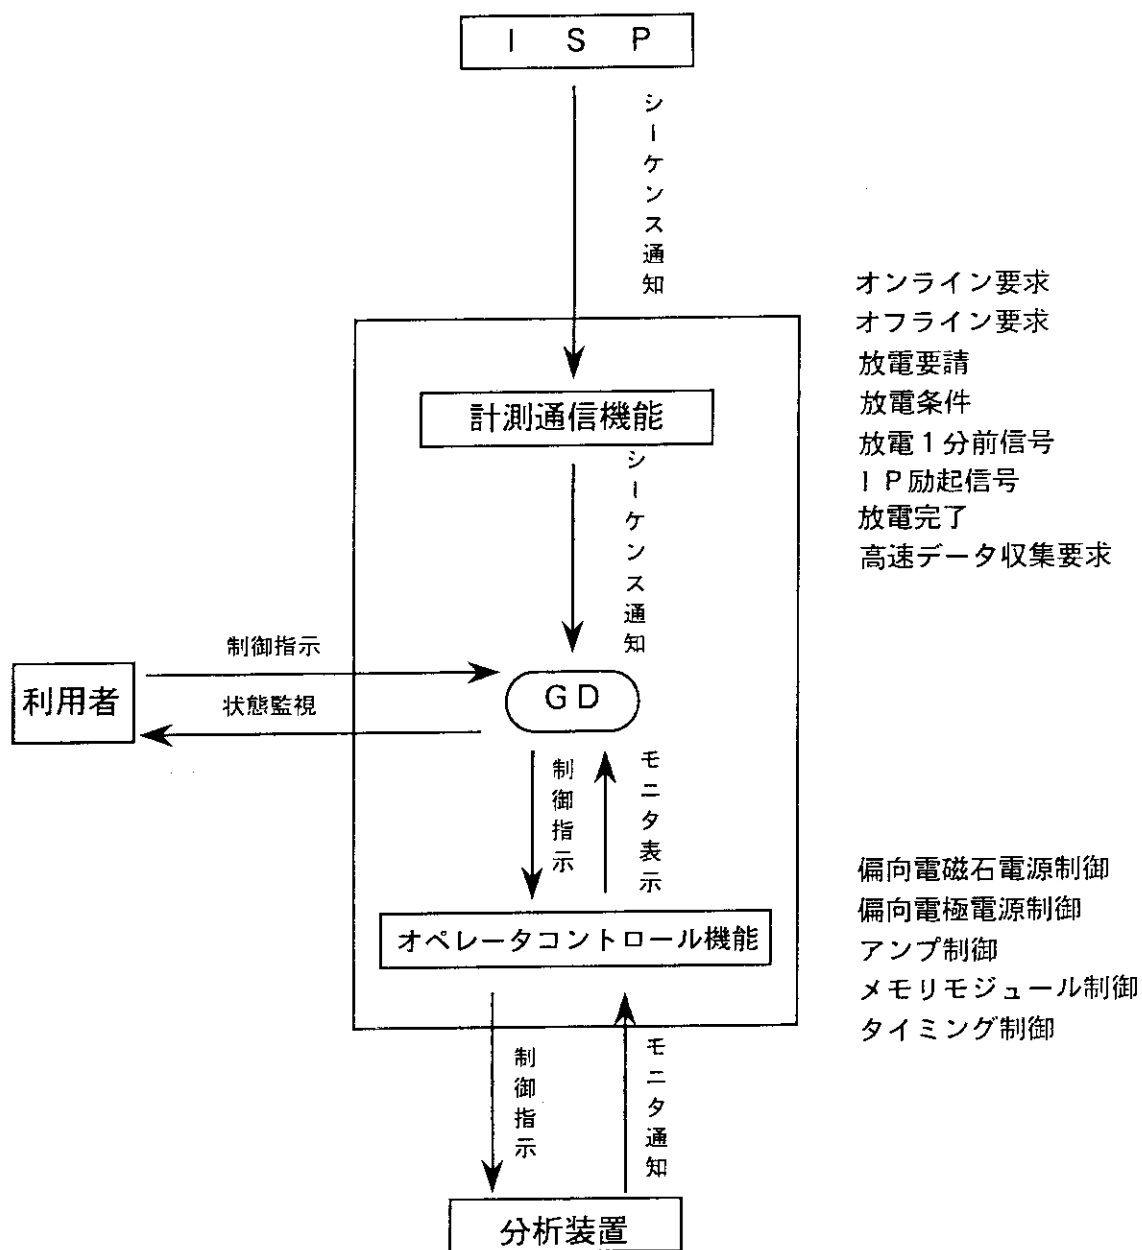 I S P
シーケンス通知
オンライン要求
オフライン要求
放電要請
放電条件
放電1分前信号
IP励起信号
放電完了
高速データ収集要求
計測通信機能
シーケンス通知
制御指示
利用者
状態監視
GD
制御指示
モニタ表示
偏向電磁石電源制御
偏向電極電源制御
アンプ制御
メモリモジュール制御
タイミング制御
オペレータコントロール機能
制御指示
モニタ通知
分析装置